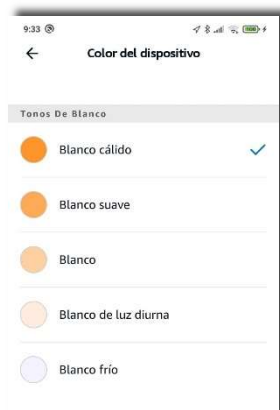 9:33
Color del dispositivo
Tonos De Blanco
Blanco cálido
Blanco suave
Blanco
Blanco de luz diurna
Blanco frío